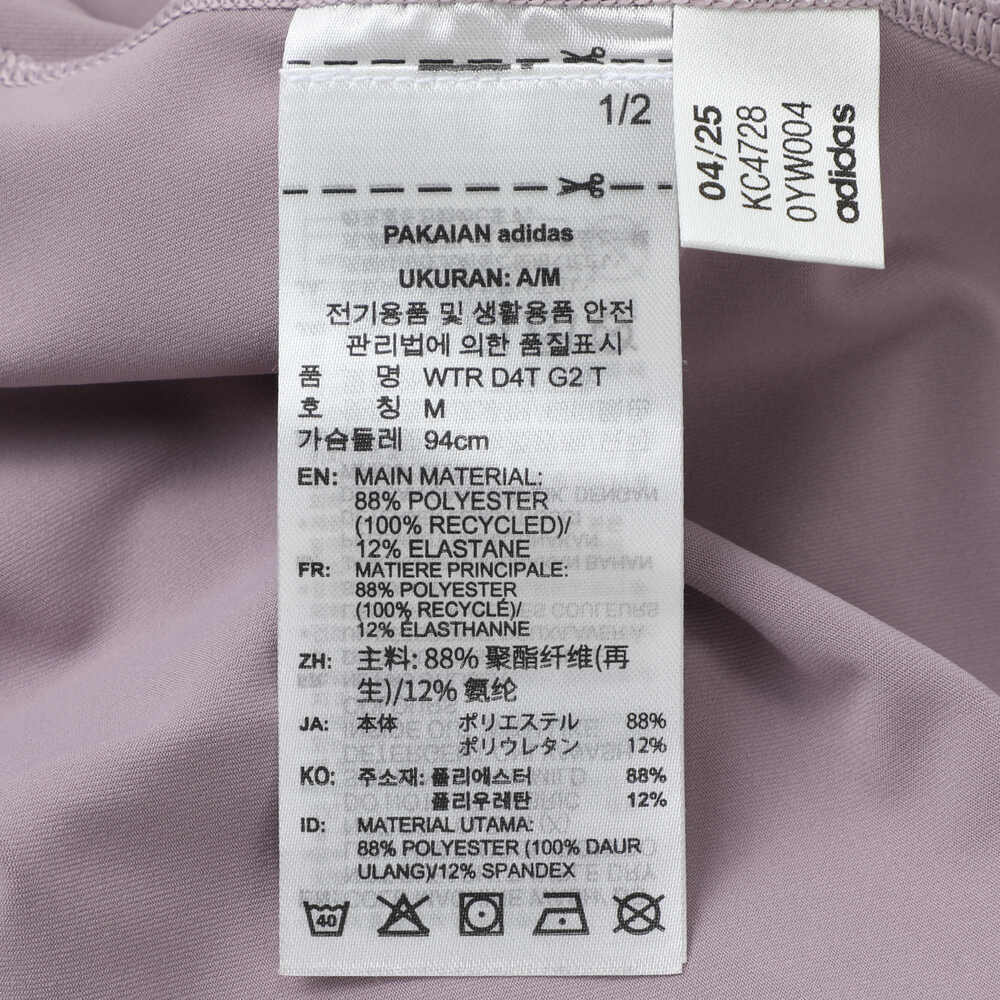 1/2
04/25
KC4728
0YW004
adidas
PAKAIAN adidas
UKURAN: A/M
전기용품 및 생활용품 안전
관리법에 의한 품질표시
품 명 WTR D4T G2 T
호 칭 M
가슴둘레 94cm
EN: MAIN MATERIAL:
88% POLYESTER
(100% RECYCLED)/
12% ELASTANE
FR: MATIERE PRINCIPALE:
88% POLYESTER
(100% RECYCLÉ)/
12% ÉLASTHANNE
ZH: 主料: 88% 聚酯纤维(再
生)/12% 氨纶
JA: 本体 ポリエステル 88%
ポリウレタン 12%
KO: 주소재: 폴리에스터 88%
폴리우레탄 12%
ID: MATERIAL UTAMA:
88% POLYESTER (100% DAUR
ULANG)/12% SPANDEX
40